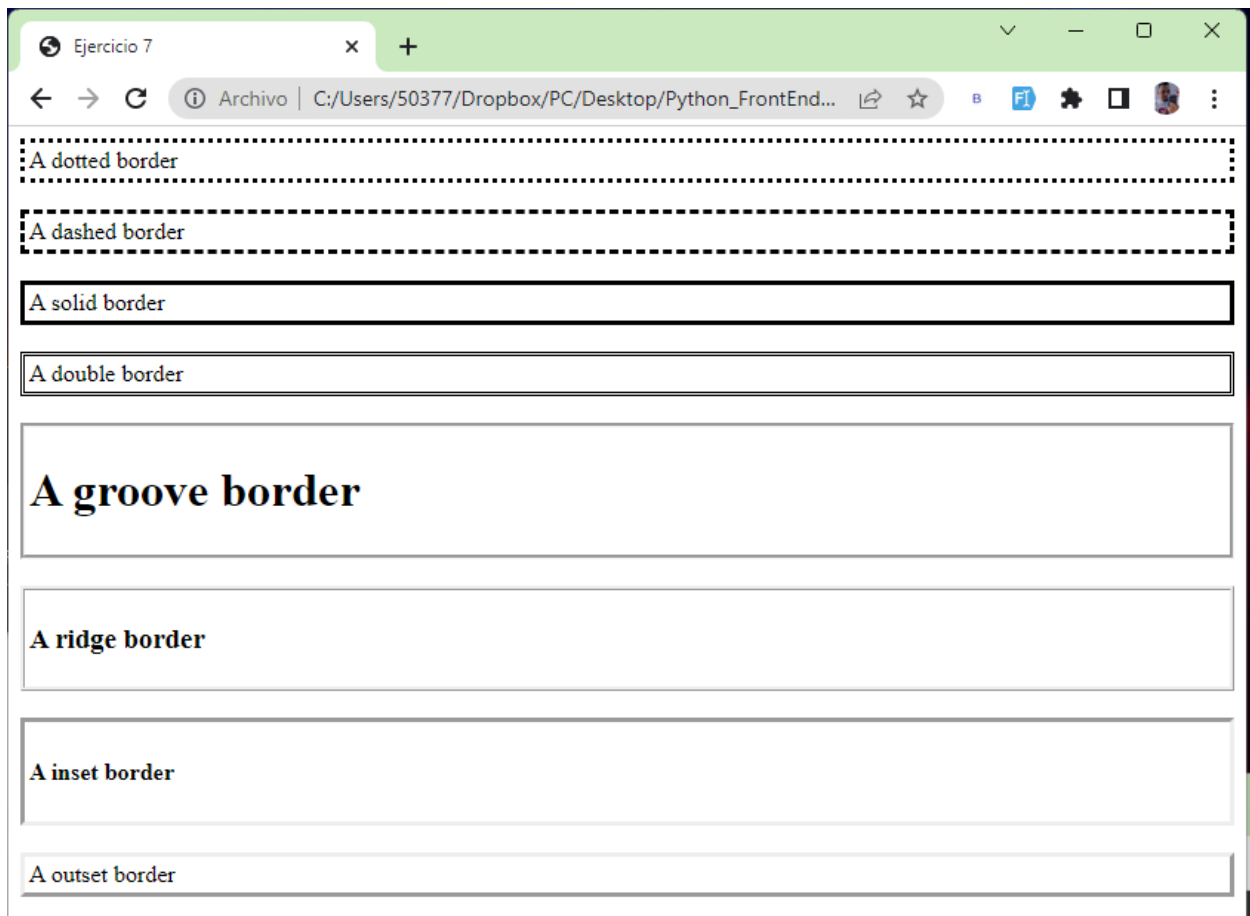 Ejercicio 7
Archivo | C:/Users/50377/Dropbox/PC/Desktop/Python_FrontEnd...
B
A dotted border
A dashed border
A solid border
A double border
A groove border
A ridge border
A inset border
A outset border